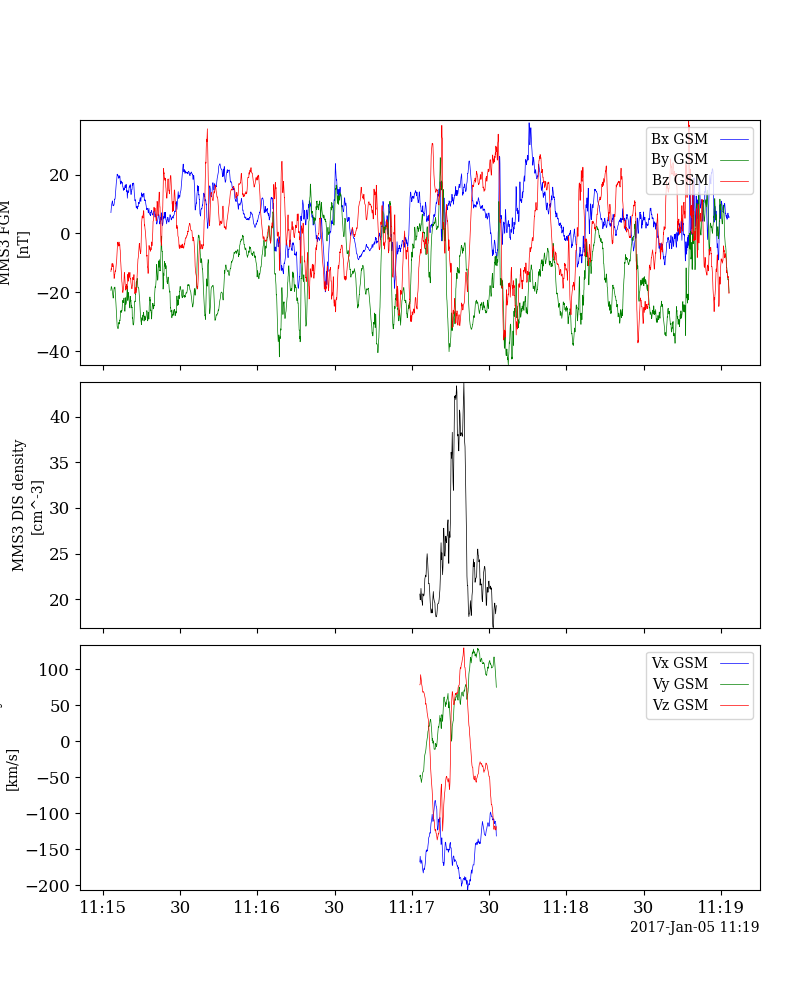 20
0
−20
−40
MMS3 FGM
[nT]
Bx GSM
By GSM
Bz GSM
40
35
30
25
20
MMS3 DIS density
[cm^-3]
100
50
0
−50
−100
−150
−200
[km/s]
Vx GSM
Vy GSM
Vz GSM
11:15 30 11:16 30 11:17 30 11:18 30 11:19
2017-Jan-05 11:19